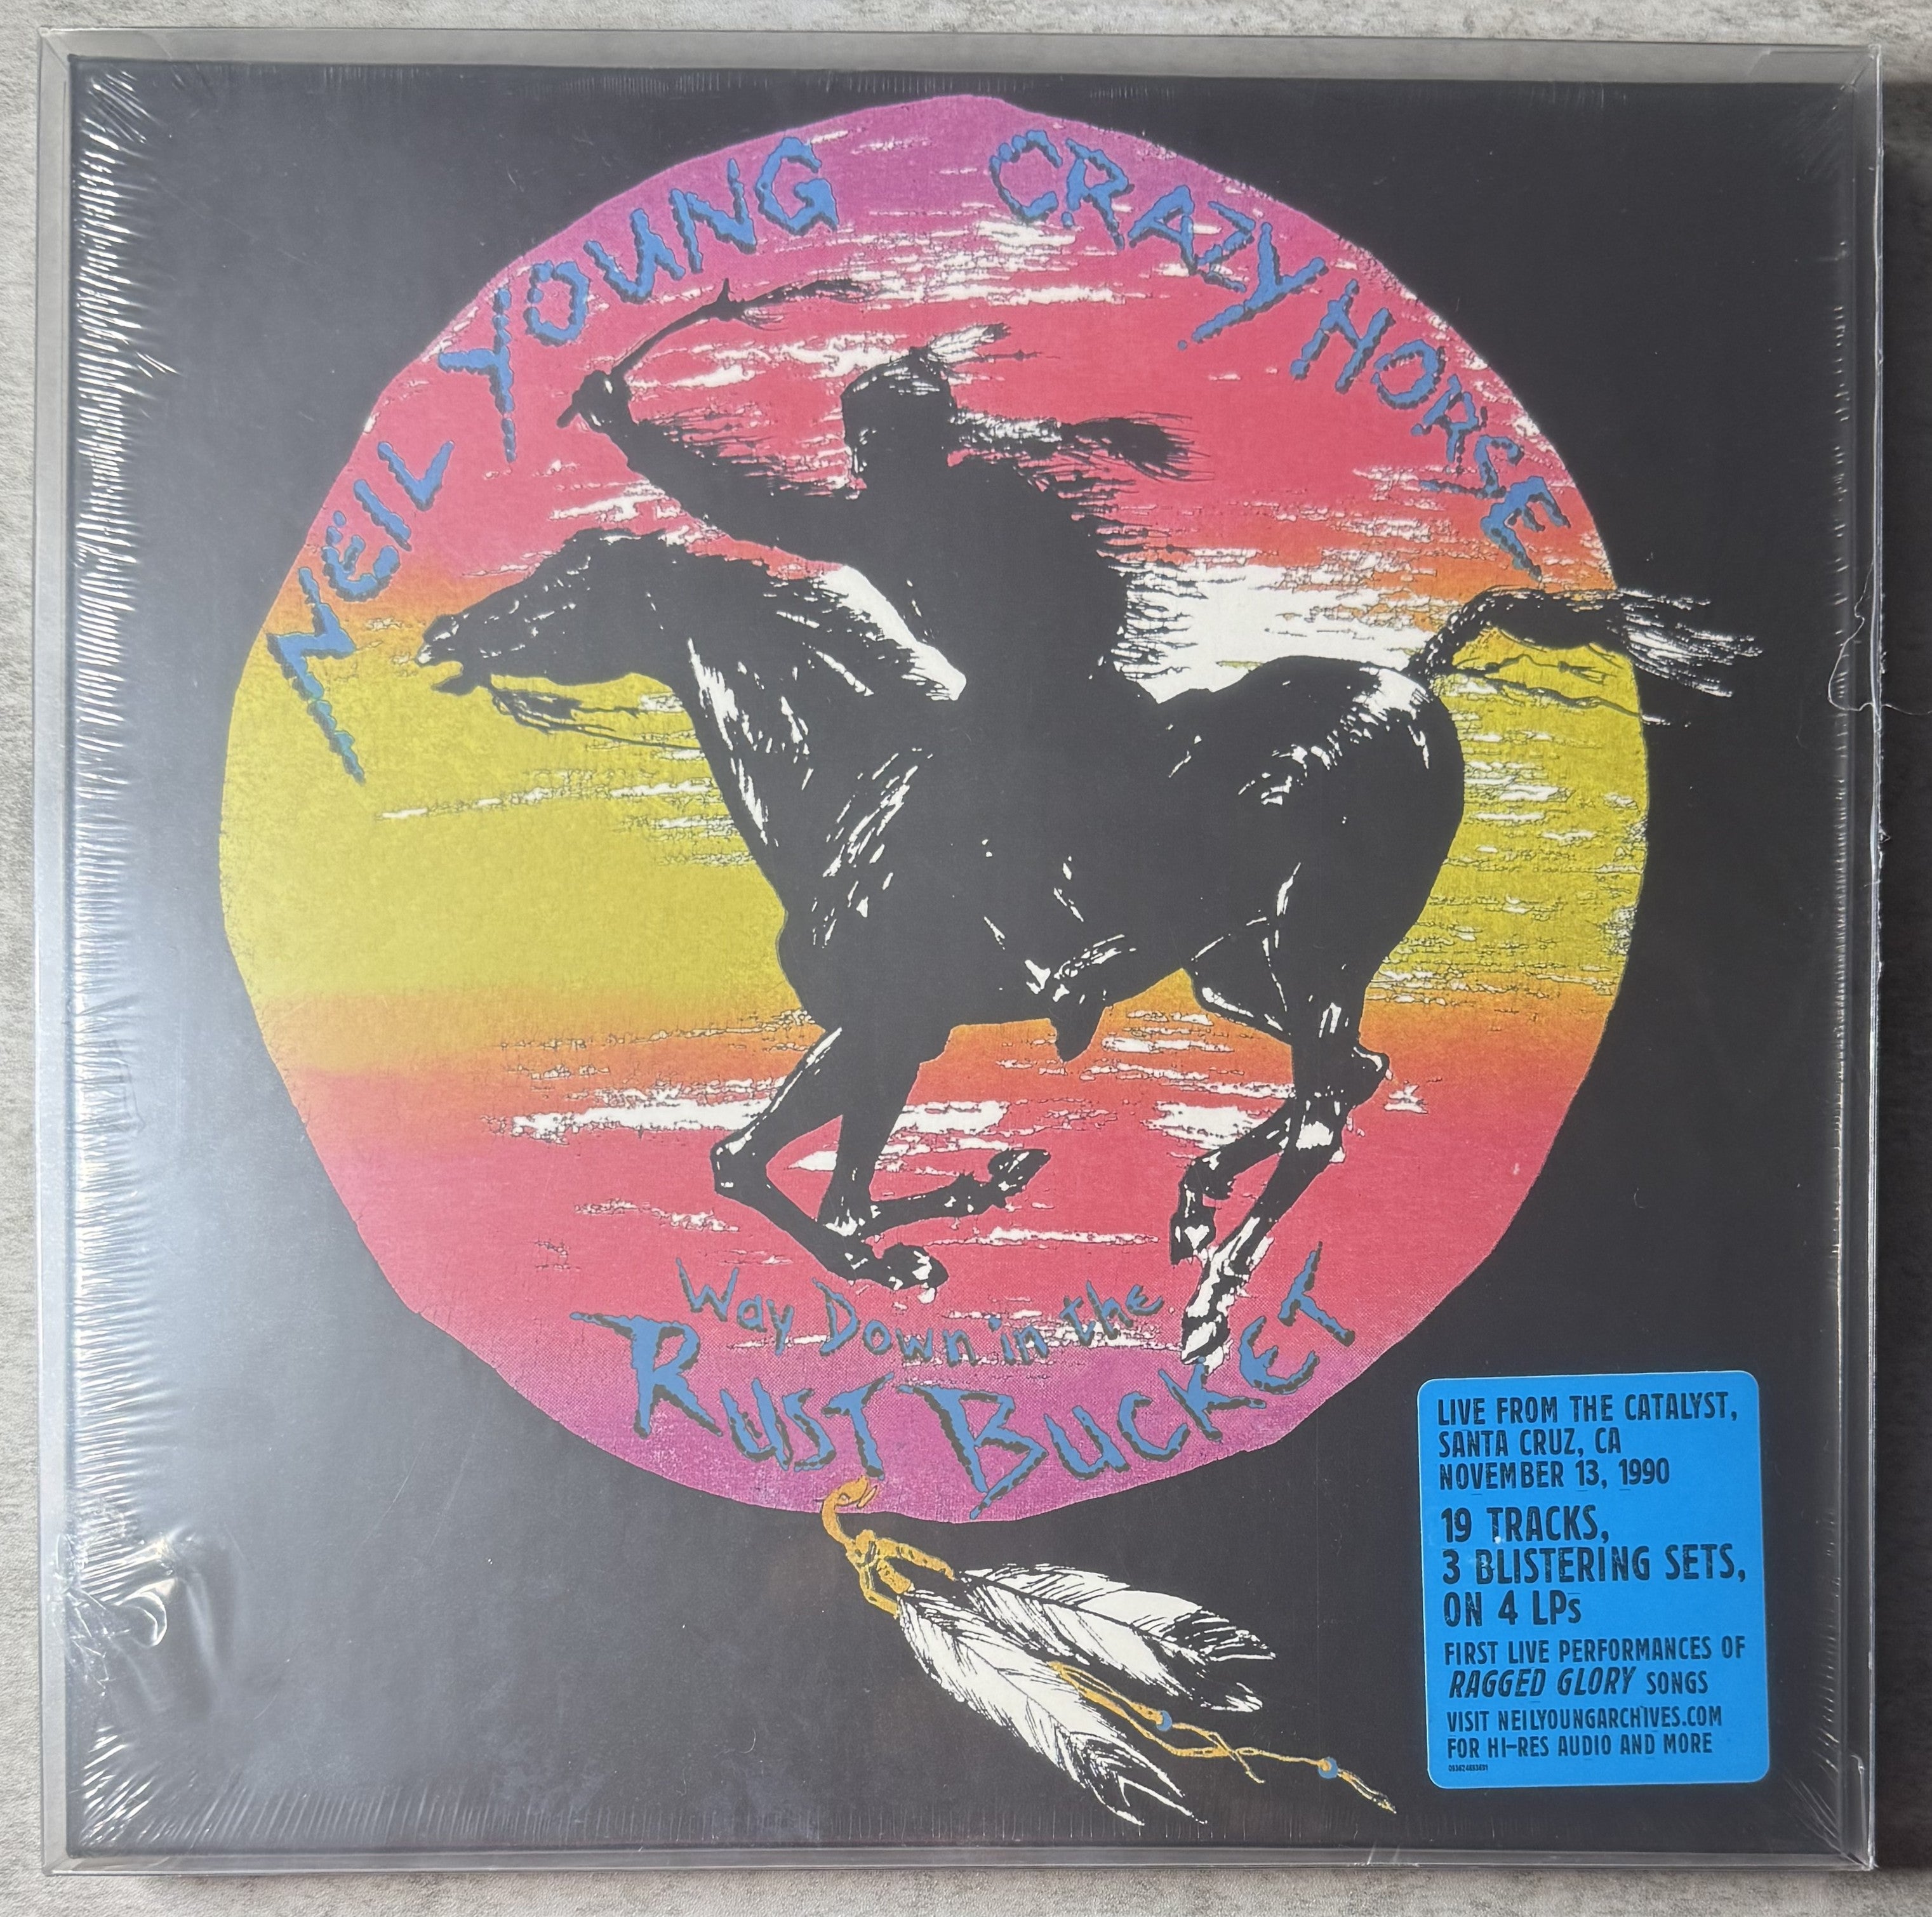 NEIL YOUNG CRAZY HORSE
Way Down in the
RUST BUCKET
LIVE FROM THE CATALYST,
SANTA CRUZ, CA
NOVEMBER 13, 1990
19 TRACKS,
3 BLISTERING SETS,
ON 4 LPs
FIRST LIVE PERFORMANCES OF
RAGGED GLORY SONGS
VISIT NEILYOUNGARCHIVES.COM
FOR HI-RES AUDIO AND MORE